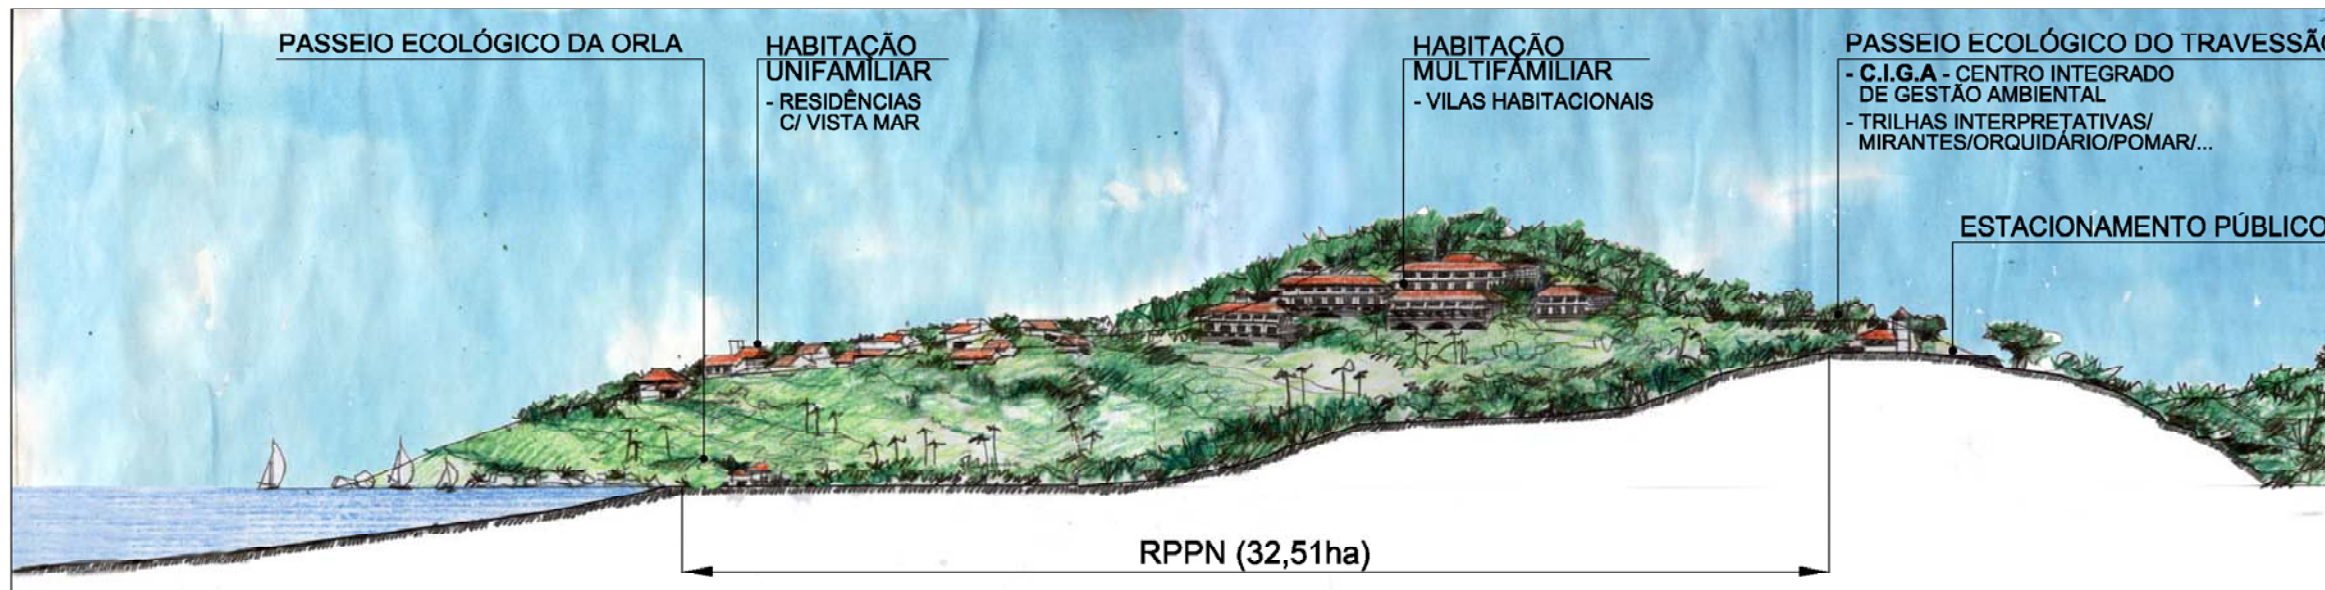 PASSEIO ECOLÓGICO DA ORLA
HABITAÇÃO
UNIFAMILIAR
- RESIDÊNCIAS
C/ VISTA MAR
HABITAÇÃO
MULTIFAMILIAR
- VILAS HABITACIONAIS
PASSEIO ECOLÓGICO DO TRAVESSÃO
- C.I.G.A - CENTRO INTEGRADO
DE GESTÃO AMBIENTAL
- TRILHAS INTERPRETATIVAS/
MIRANTES/ORQUIDÁRIO/POMAR/...
ESTACIONAMENTO PÚBLICO
RPPN (32,51ha)